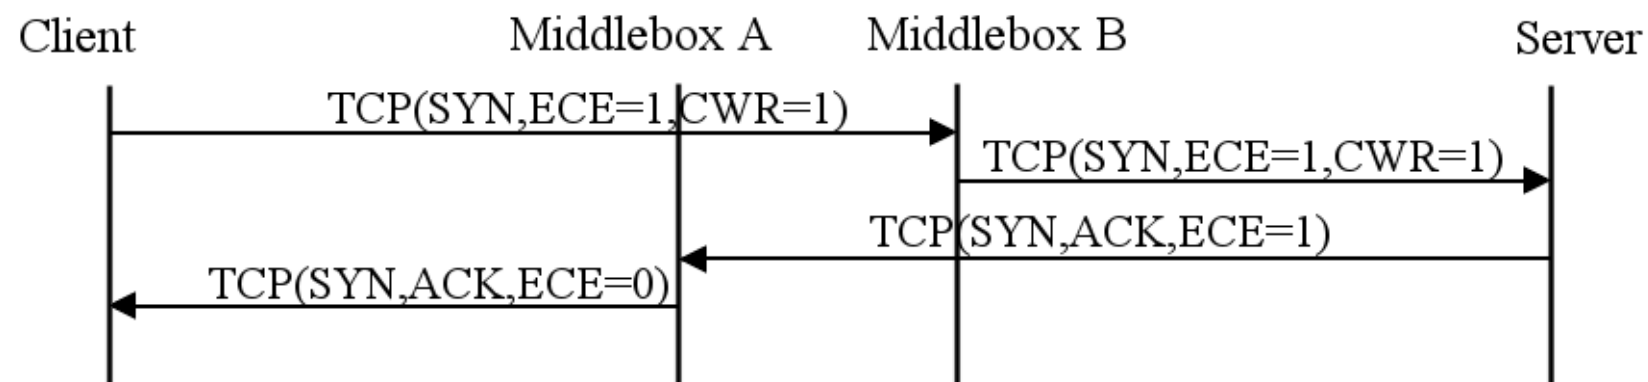 Client Middlebox A Middlebox B Server
TCP(SYN,ECE=1,CWR=1)
TCP(SYN,ECE=1,CWR=1)
TCP(SYN,ACK,ECE=1)
TCP(SYN,ACK,ECE=0)